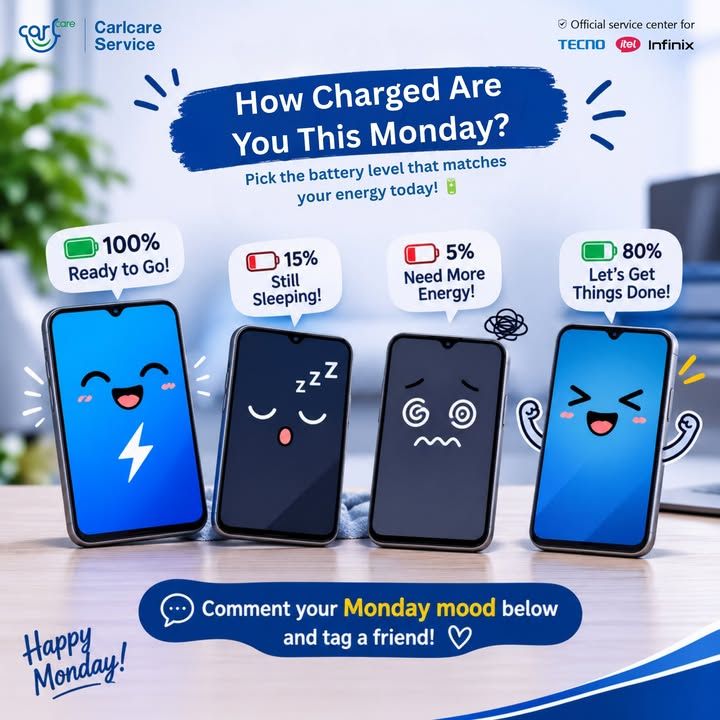 carlcare
Carlcare
Service
Official service center for
TECNO itel Infinix
How Charged Are
You This Monday?
Pick the battery level that matches
your energy today!
100%
Ready to Go!
15%
Still
Sleeping!
5%
Need More
Energy!
80%
Let's Get
Things Done!
z z Z
Comment your Monday mood below
and tag a friend!
Happy
Monday!